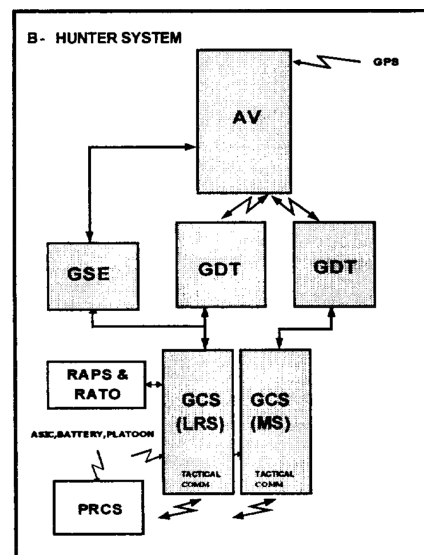 B - HUNTER SYSTEM
GPS
AV
GSE
GDT
GDT
RAPS &
RATO
GCS
(LRS)
GCS
(MS)
ASIC,BATTERY,PLATOON
TACTICAL
COMM
TACTICAL
COMM
PRCS